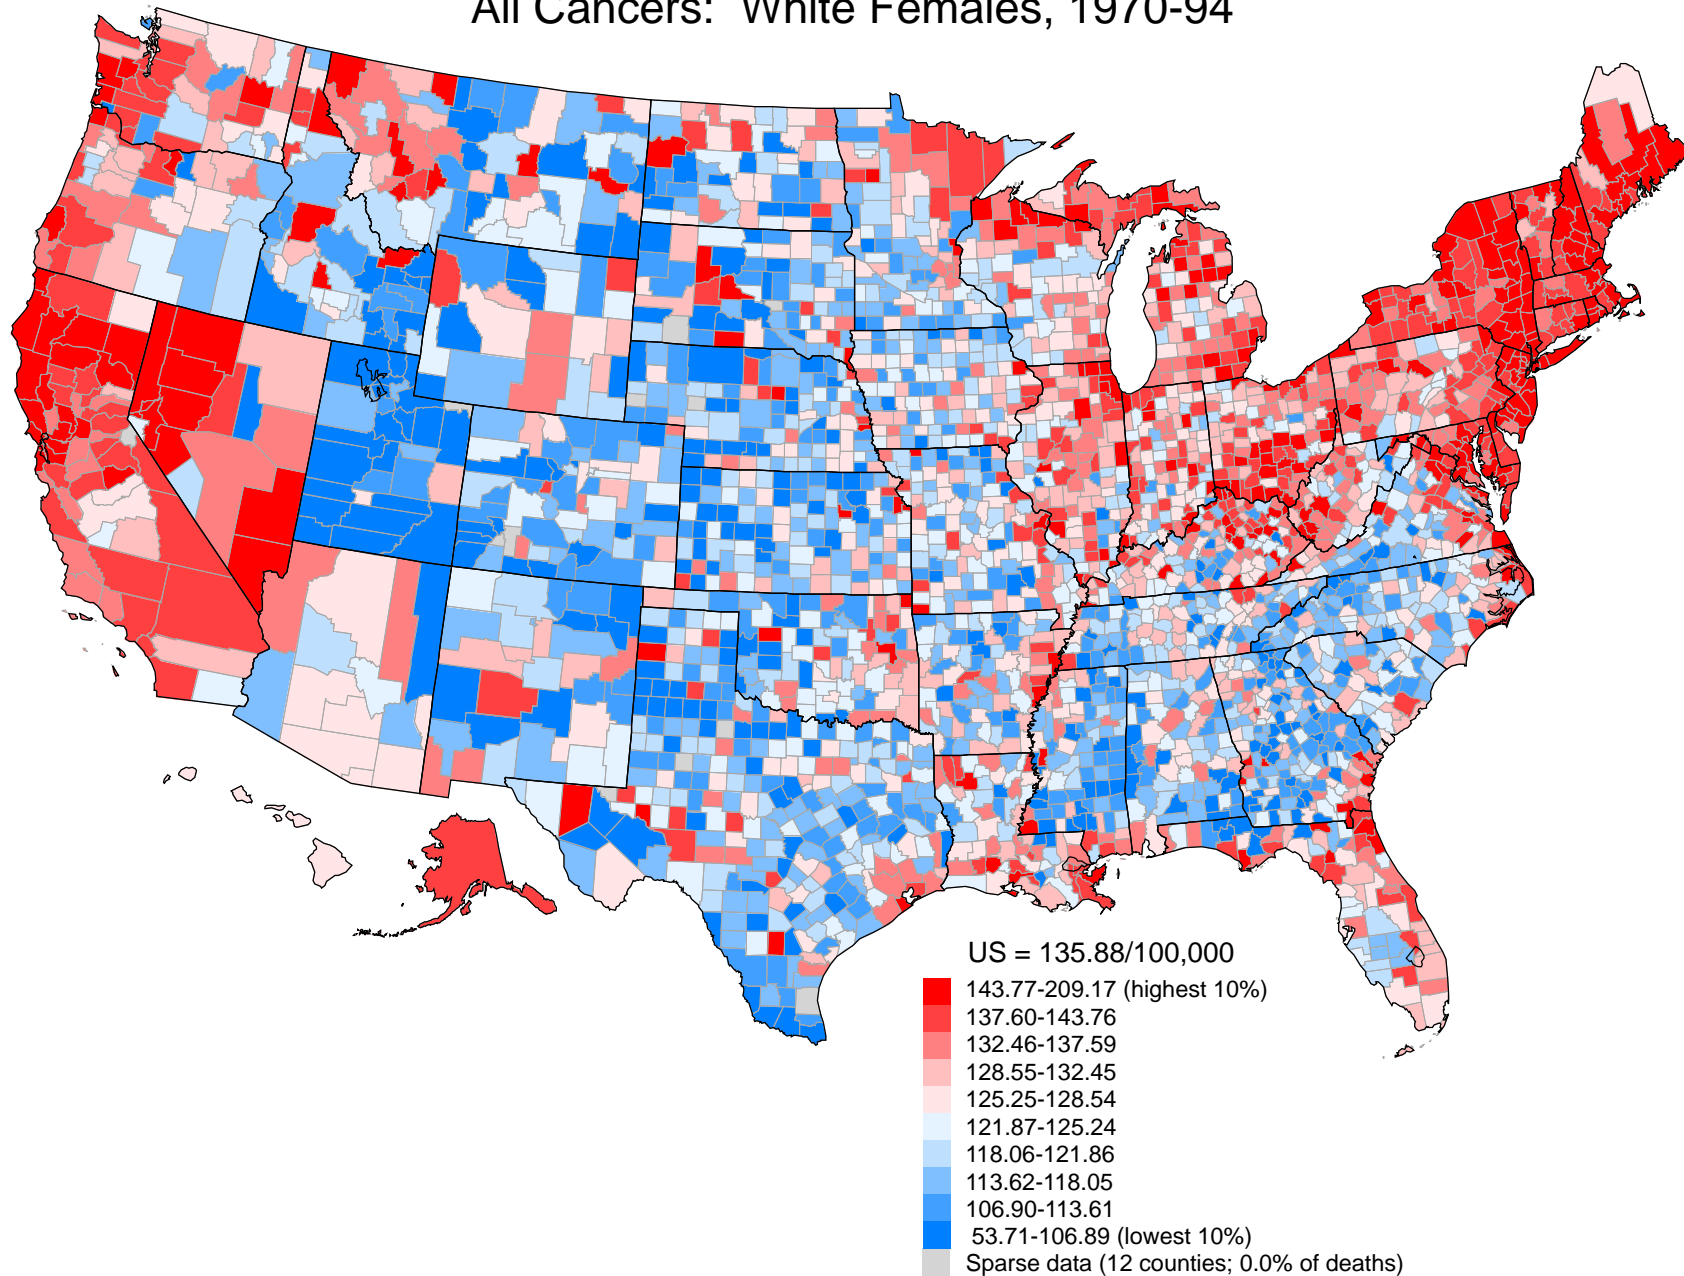 All Cancers: White Females, 1970-94
US = 135.88/100,000
143.77-209.17 (highest 10%)
137.60-143.76
132.46-137.59
128.55-132.45
125.25-128.54
121.87-125.24
118.06-121.86
113.62-118.05
106.90-113.61
53.71-106.89 (lowest 10%)
Sparse data (12 counties; 0.0% of deaths)